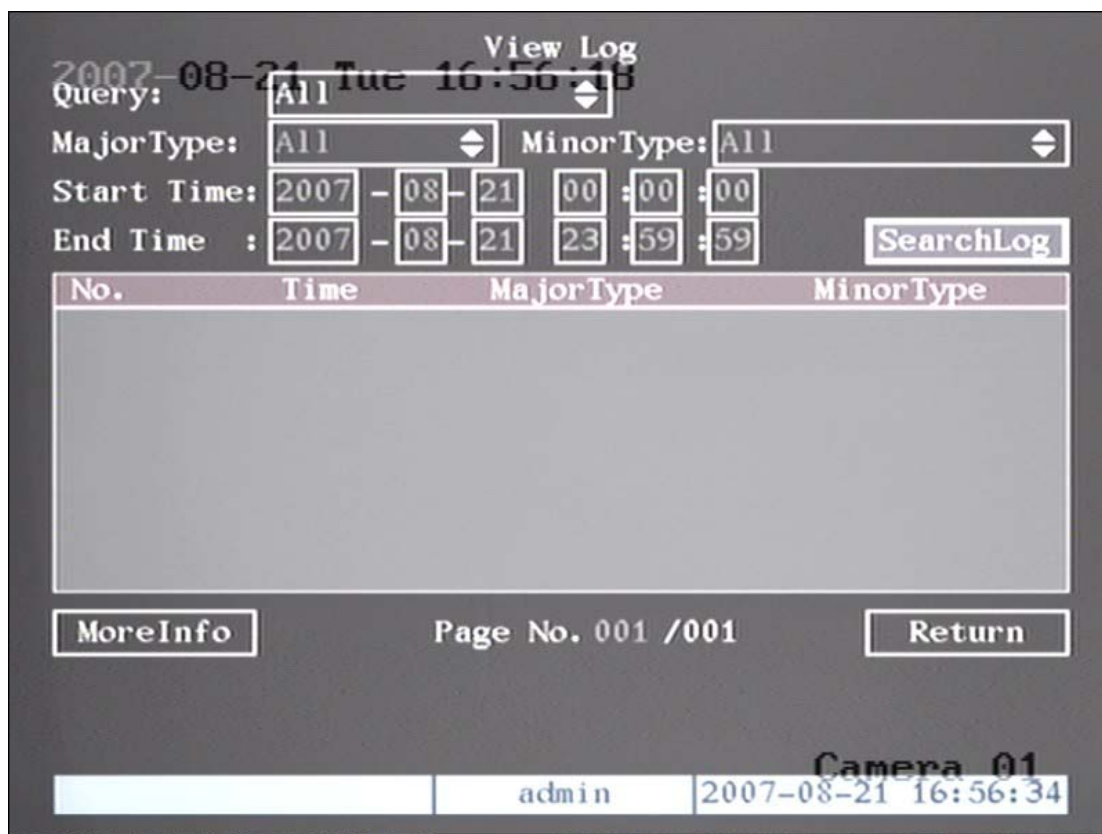 View Log
2007-08-21 Tue 16:56:18
Query: All
MajorType: All MinorType: All
Start Time: 2007 - 08 - 21 00 :00 :00
End Time : 2007 - 08 - 21 23 :59 :59 SearchLog
No. Time MajorType MinorType
MoreInfo Page No. 001 /001 Return
Camera 01
admin 2007-08-21 16:56:34